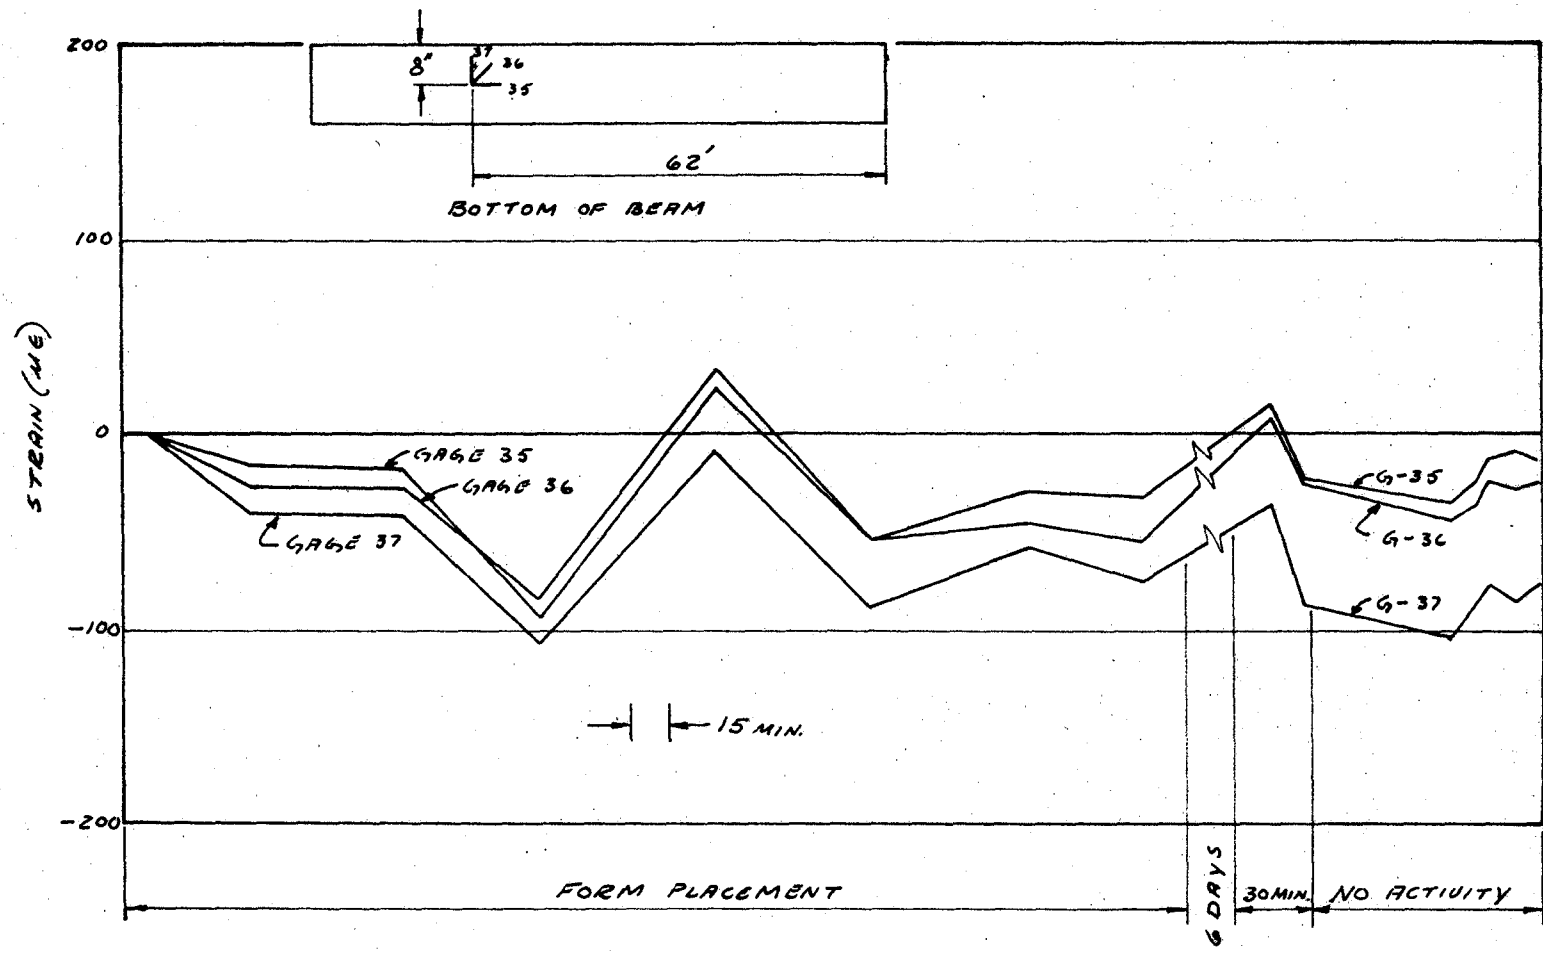 200
37
8"
36
35
62'
BOTTOM OF BEAM
100
STRAIN (µE)
0
GAGE 35
GAGE 36
GAGE 37
G-35
G-36
G-37
-100
15 MIN.
-200
FORM PLACEMENT
6 DAYS
30 MIN.
NO ACTIVITY